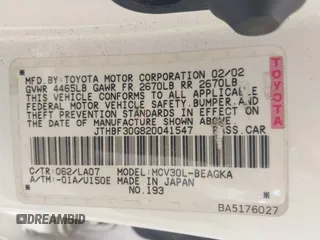 MFD. BY: TOYOTA MOTOR CORPORATION 02/02
GVWR 4465LB GAWR FR 2670LB RR 2670LB
THIS VEHICLE CONFORMS TO ALL APPLICABLE
FEDERAL MOTOR VEHICLE SAFETY, BUMPER, AND
THEFT PREVENTION STANDARDS IN EFFECT ON
THE DATE OF MANUFACTURE SHOWN ABOVE.
JTHBF30G820041547 PASS.CAR
C/TR: 062/LA07 MODEL: MCV30L-BEAGKA
A/TM: -01A/U150E MADE IN JAPAN
NO.193
TOYOTA
BA5176027
DREAMBID